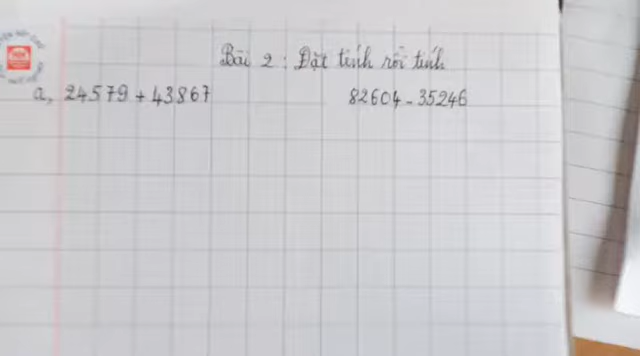 Bài 2 : Đặt tính rồi tính
a, 24579 + 43867 82604 - 35246